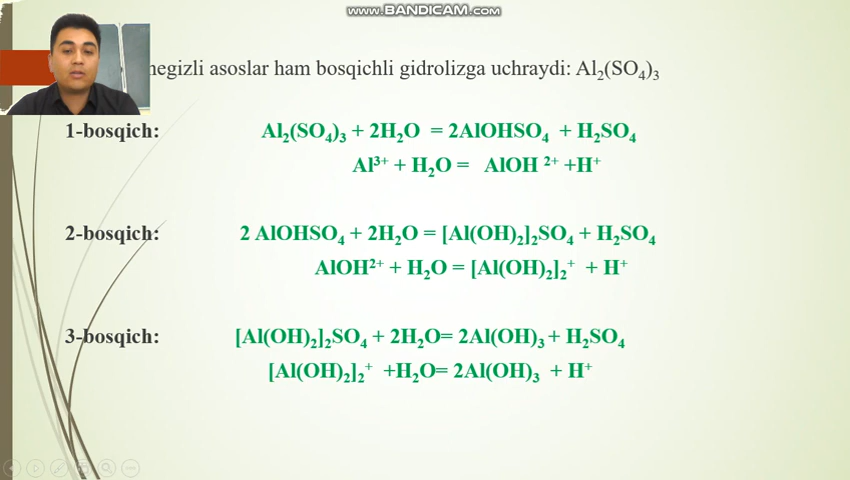 WWW.BANDICAM.COM
negizli asoslar ham bosqichli gidrolizga uchraydi: Al₂(SO₄)₃
1-bosqich: Al₂(SO₄)₃ + 2H₂O = 2AlOHSO₄ + H₂SO₄
Al³⁺ + H₂O = AlOH ²⁺ +H⁺
2-bosqich: 2 AlOHSO₄ + 2H₂O = [Al(OH)₂]₂SO₄ + H₂SO₄
AlOH²⁺ + H₂O = [Al(OH)₂]₂⁺ + H⁺
3-bosqich: [Al(OH)₂]₂SO₄ + 2H₂O= 2Al(OH)₃ + H₂SO₄
[Al(OH)₂]₂⁺ +H₂O= 2Al(OH)₃ + H⁺